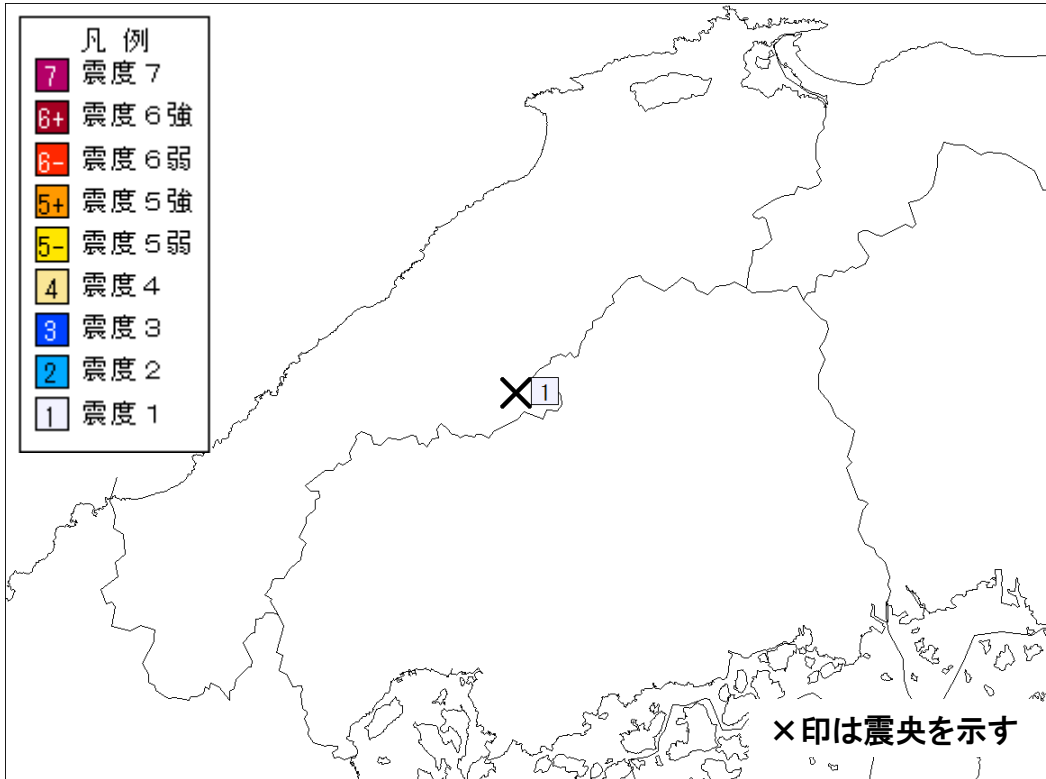 凡 例
7 震度７
6+ 震度６強
6- 震度６弱
5+ 震度５強
5- 震度５弱
4 震度４
3 震度３
2 震度２
1 震度１
1
×印は震央を示す